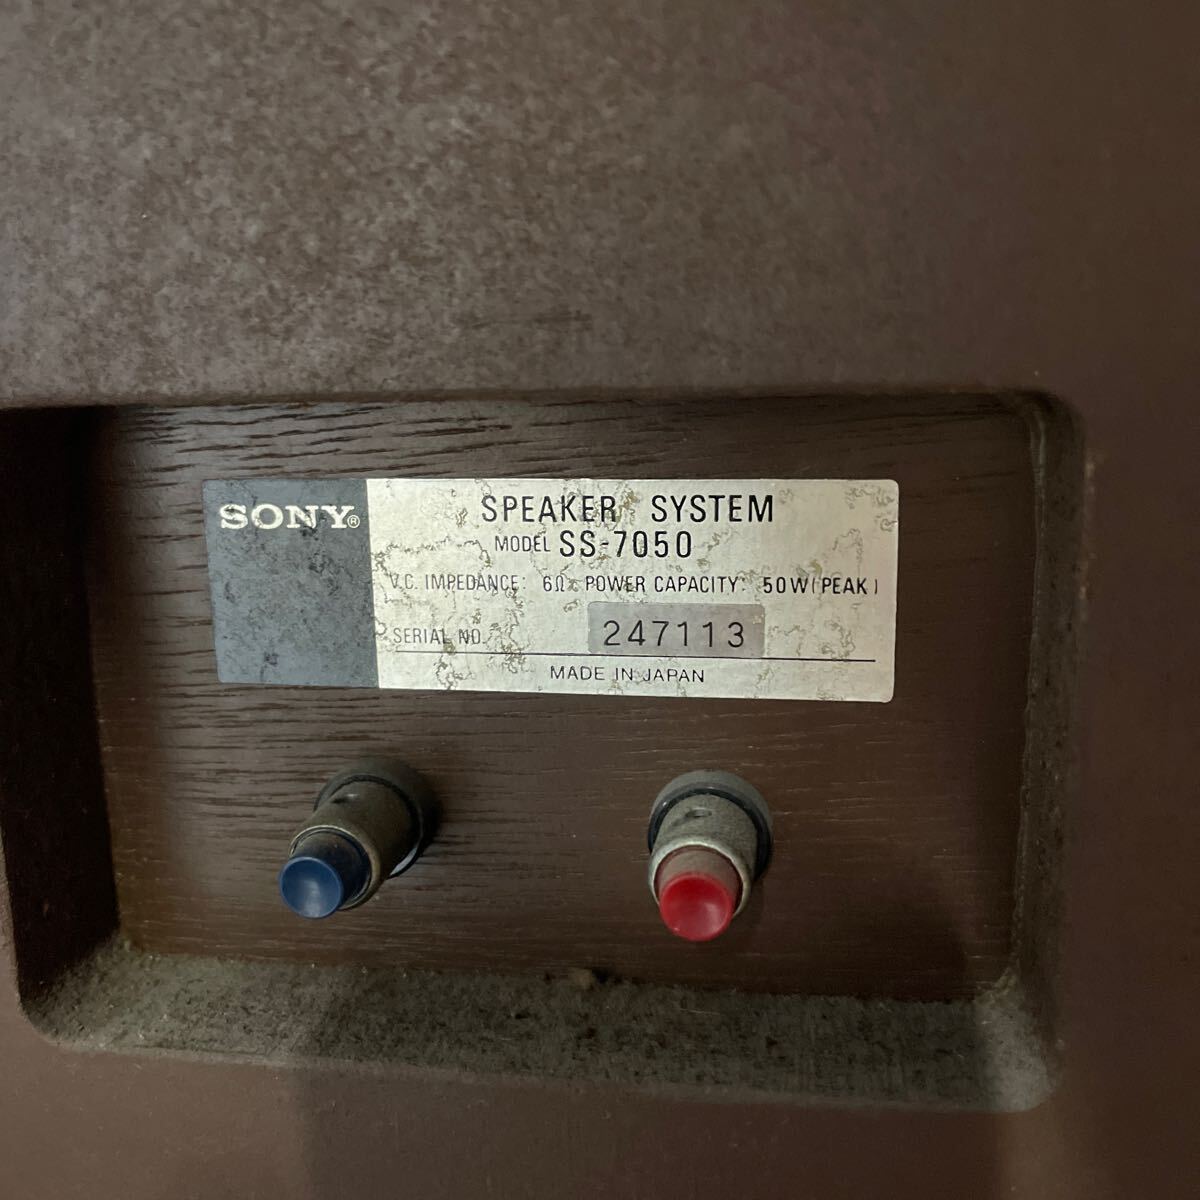 SONY®
SPEAKER SYSTEM
MODEL SS-7050
V.C. IMPEDANCE: 6Ω POWER CAPACITY: 50W(PEAK)
SERIAL NO. 247113
MADE IN JAPAN